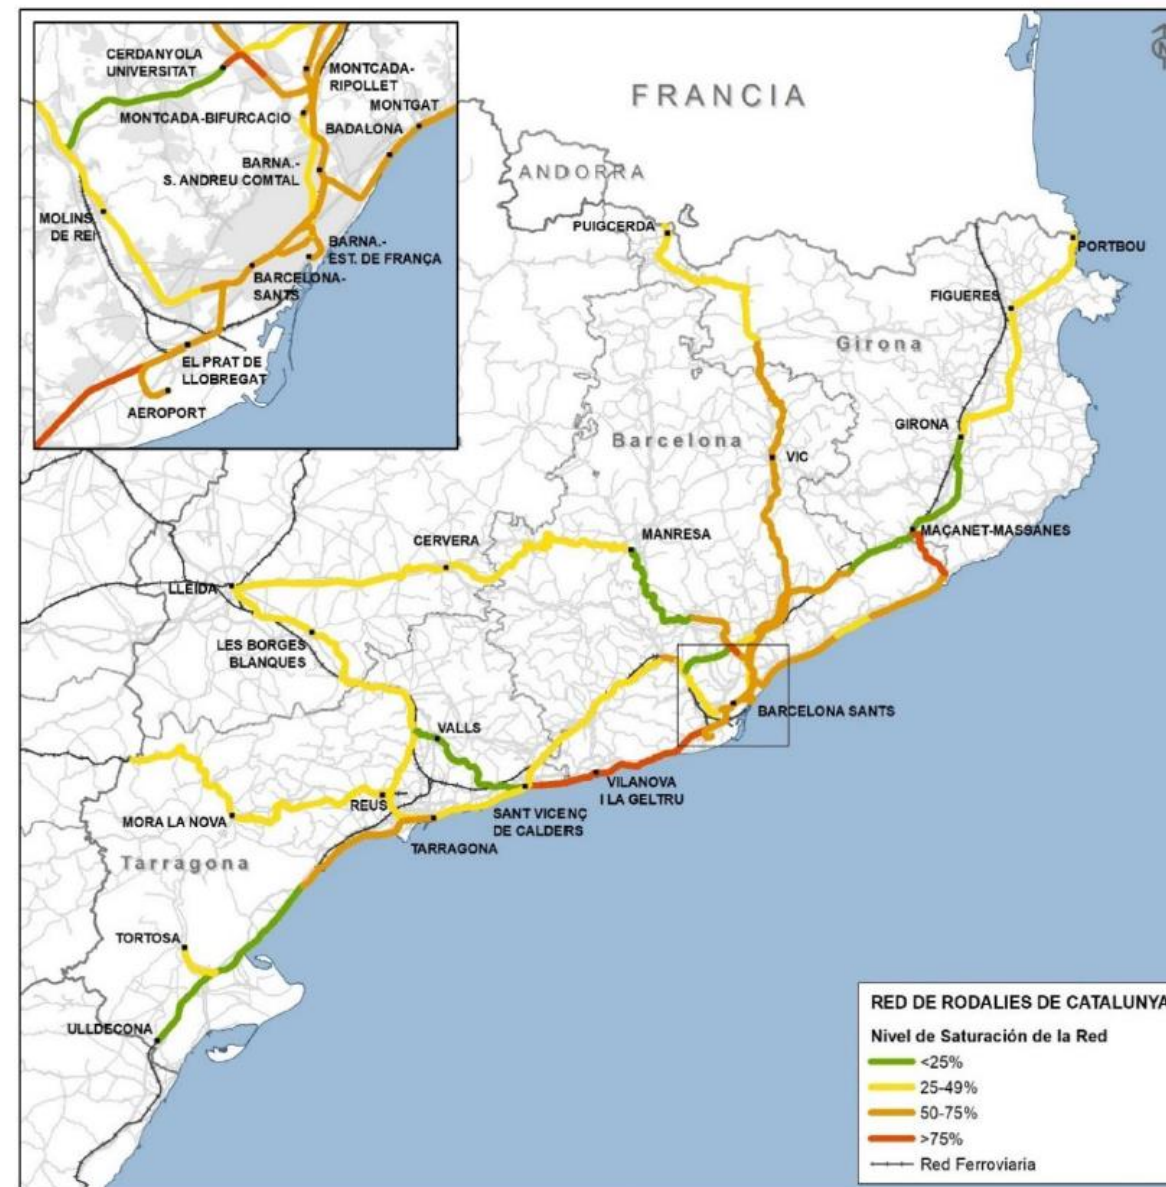 CERDANYOLA
UNIVERSITAT
MONTCADA-
RIPOLLET
MONTGAT
MONTCADA-BIFURCACIO
BADALONA
BARNA.-
S. ANDREU COMTAL
MOLINS
DE REI
BARNA.-
EST. DE FRANÇA
BARCELONA-
SANTS
EL PRAT DE
LLOBREGAT
AEROPORT
FRANCIA
ANDORRA
PUIGCERDA
PORTBOU
FIGUERES
Girona
GIRONA
Barcelona
VIC
MAÇANET-MASSANES
MANRESA
CERVERA
LLEIDA
LES BORGES
BLANQUES
BARCELONA SANTS
VALLS
VILANOVA
I LA GELTRU
REUS
SANT VICENÇ
DE CALDERS
MORA LA NOVA
TARRAGONA
Tarragona
TORTOSA
ULLDECONA
RED DE RODALIES DE CATALUNYA
Nivel de Saturación de la Red
<25%
25-49%
50-75%
>75%
Red Ferroviaria